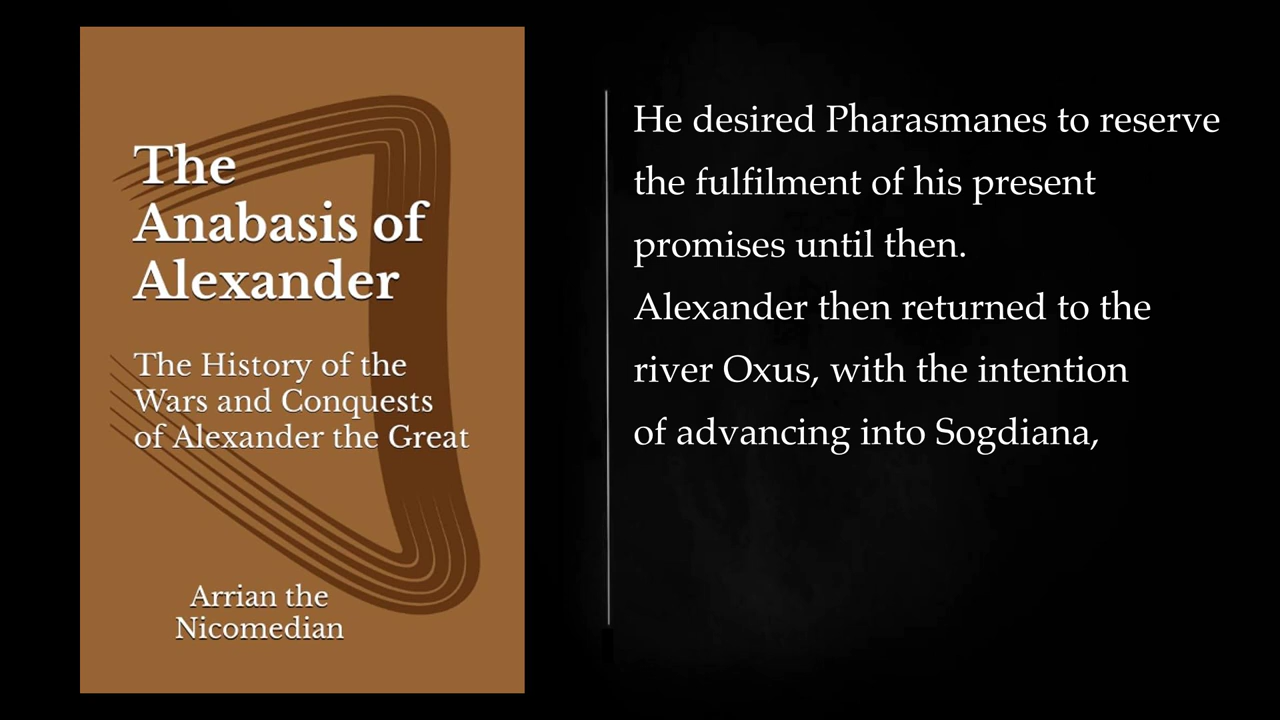 The
Anabasis of
Alexander
The History of the
Wars and Conquests
of Alexander the Great
Arrian the
Nicomedian
He desired Pharasmanes to reserve
the fulfilment of his present
promises until then.
Alexander then returned to the
river Oxus, with the intention
of advancing into Sogdiana,